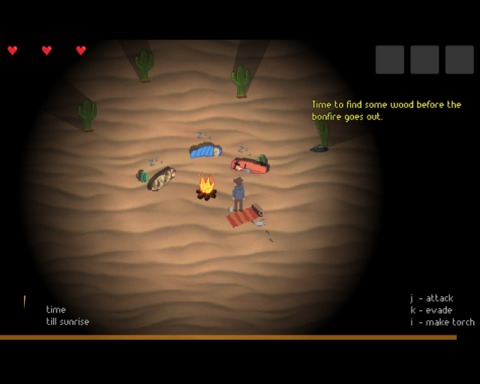 Time to find some wood before the
bonfire goes out.
z z
z z
z z
time
till sunrise
j - attack
k - evade
i - make torch